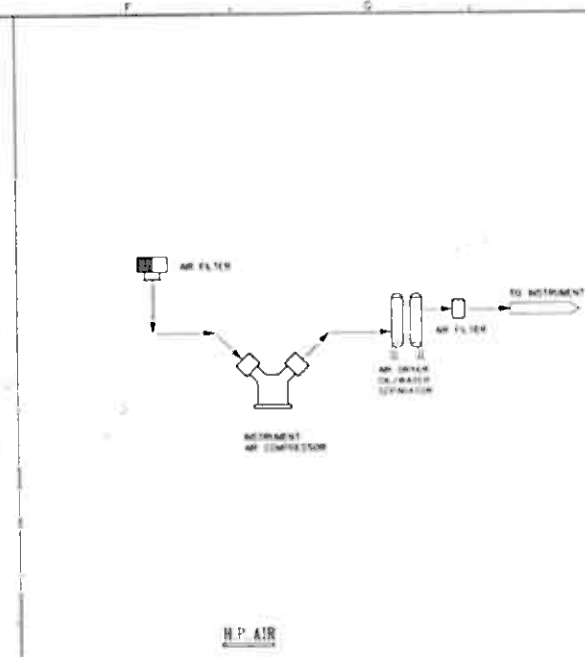 F
G
AIR FILTER
TO INSTRUMENT
AIR FILTER
AIR DRYER
OIL/WATER
SEPARATOR
INSTRUMENT
AIR COMPRESSOR
H.P. AIR